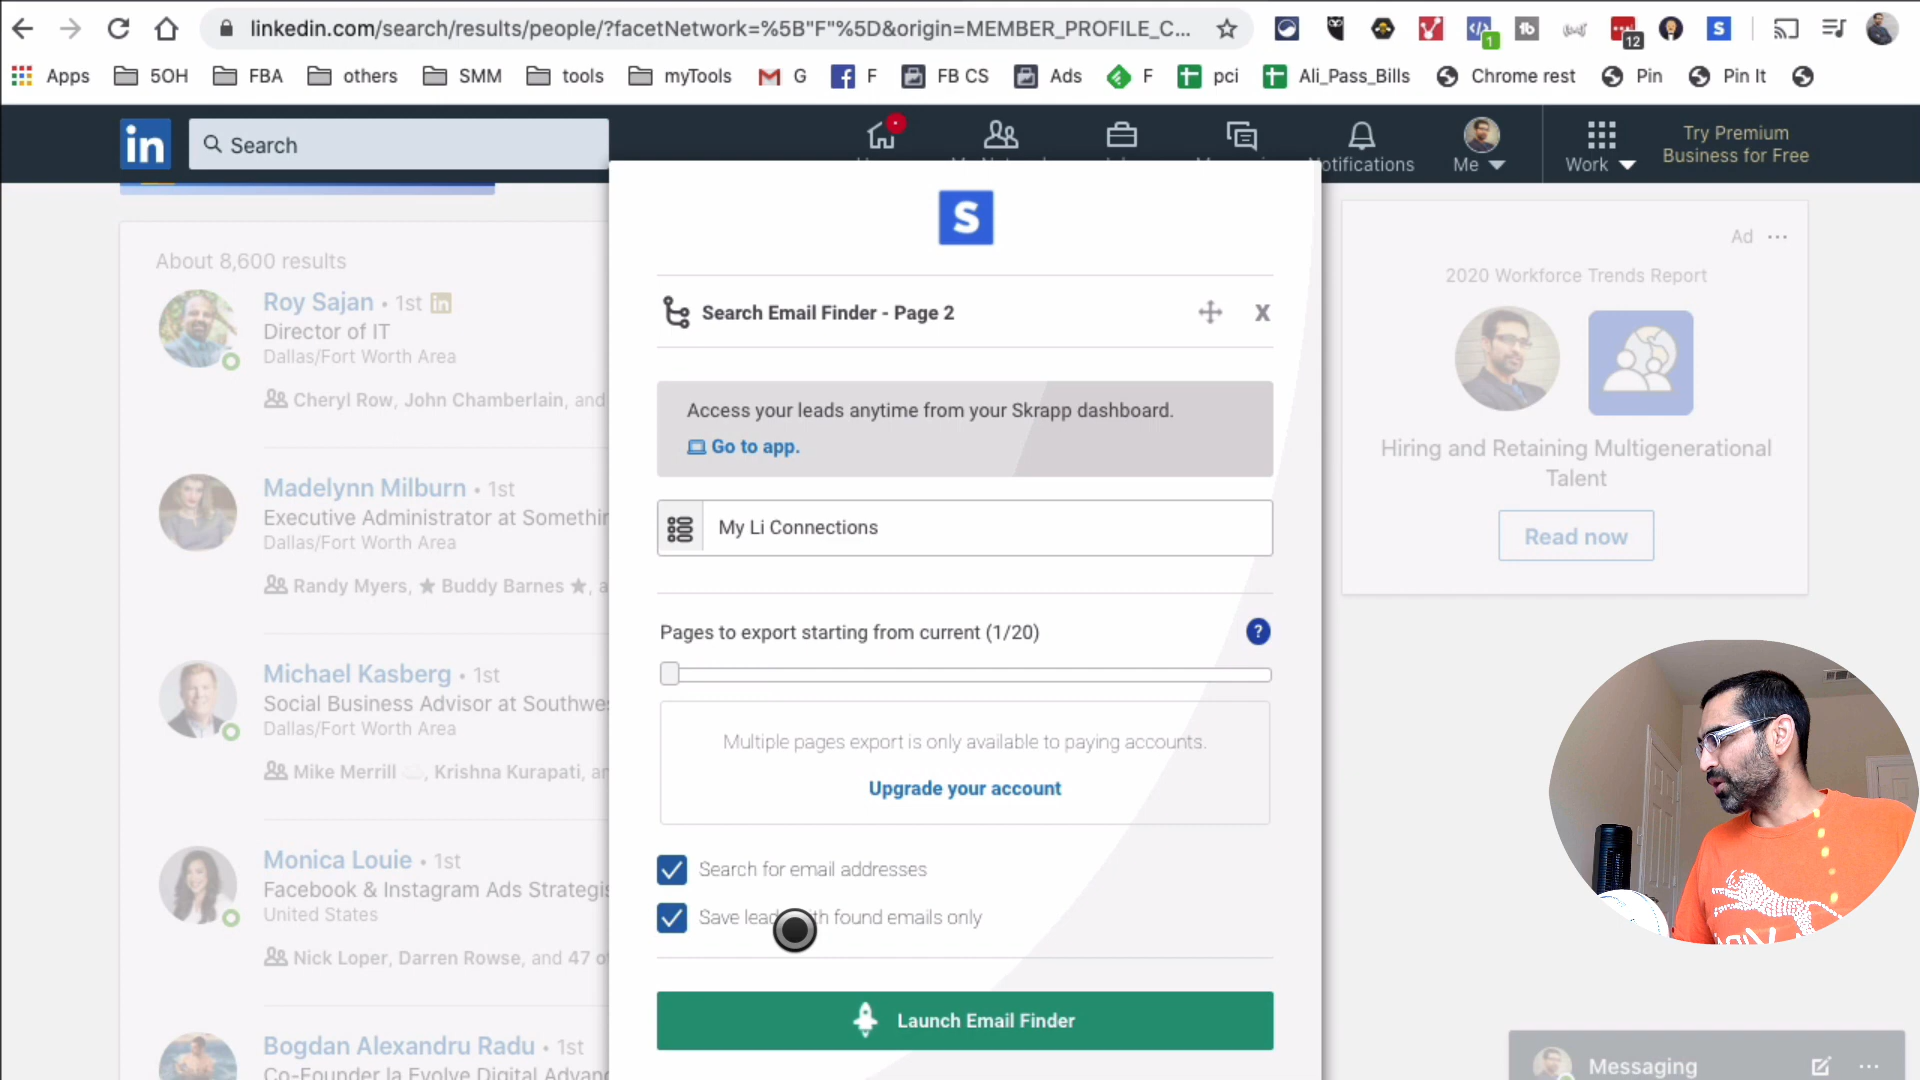 linkedin.com/search/results/people/?facetNetwork=%5B"F"%5D&origin=MEMBER_PROFILE_C...
1
tb
12
S
Apps
5OH
FBA
others
SMM
tools
myTools
G
F
FB CS
Ads
F
pci
Ali_Pass_Bills
Chrome rest
Pin
Pin It
in
Search
otifications
Me
Work
Try Premium
Business for Free
S
About 8,600 results
Roy Sajan • 1st in
Director of IT
Dallas/Fort Worth Area
Cheryl Row, John Chamberlain, and
Madelynn Milburn • 1st
Executive Administrator at Somethin
Dallas/Fort Worth Area
Randy Myers, ★ Buddy Barnes ★, a
Michael Kasberg • 1st
Social Business Advisor at Southwe
Dallas/Fort Worth Area
Mike Merrill , Krishna Kurapati, an
Monica Louie • 1st
Facebook & Instagram Ads Strategis
United States
Nick Loper, Darren Rowse, and 47 o
Bogdan Alexandru Radu • 1st
Co-Founder la Evolve Digital Advan
Search Email Finder - Page 2
X
Access your leads anytime from your Skrapp dashboard.
Go to app.
My Li Connections
Pages to export starting from current (1/20)
?
Multiple pages export is only available to paying accounts.
Upgrade your account
Search for email addresses
Save lead th found emails only
Launch Email Finder
Ad ...
2020 Workforce Trends Report
Hiring and Retaining Multigenerational
Talent
Read now
Messaging
...